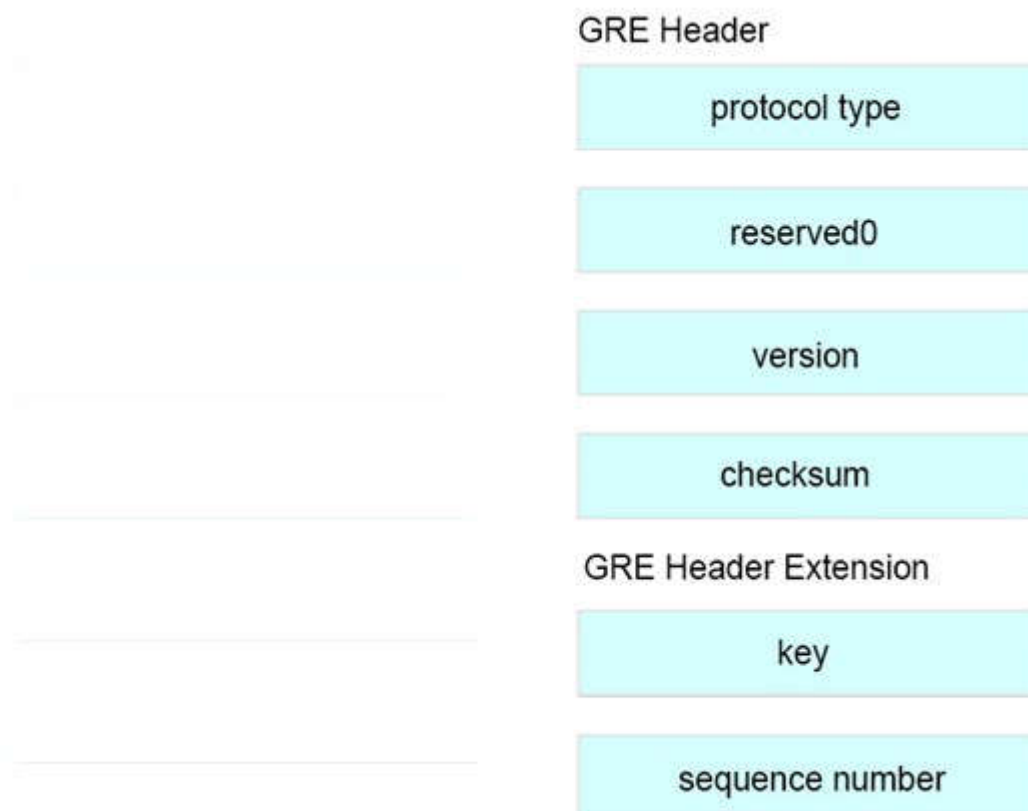 GRE Header
protocol type
reserved0
version
checksum
GRE Header Extension
key
sequence number